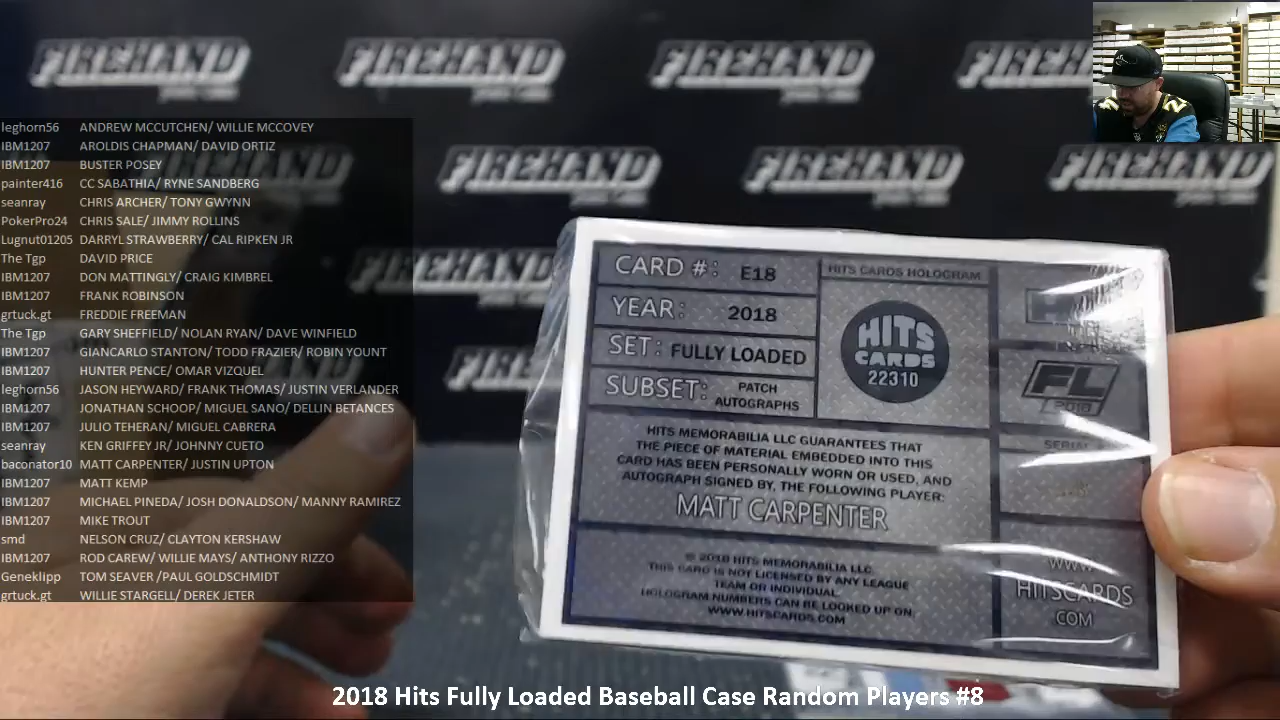 FIREHAND FIREHAND FIREHAND FIREHAND
FIREHAND FIREHAND FIREHAND FIREHAND
FIREHAND
leghorn56 ANDREW MCCUTCHEN/ WILLIE MCCOVEY
IBM1207 AROLDIS CHAPMAN/ DAVID ORTIZ
IBM1207 BUSTER POSEY
painter416 CC SABATHIA/ RYNE SANDBERG
seanray CHRIS ARCHER/ TONY GWYNN
PokerPro24 CHRIS SALE/ JIMMY ROLLINS
Lugnut01205 DARRYL STRAWBERRY/ CAL RIPKEN JR
The Tgp DAVID PRICE
IBM1207 DON MATTINGLY/ CRAIG KIMBREL
IBM1207 FRANK ROBINSON
grtuck.gt FREDDIE FREEMAN
The Tgp GARY SHEFFIELD/ NOLAN RYAN/ DAVE WINFIELD
IBM1207 GIANCARLO STANTON/ TODD FRAZIER/ ROBIN YOUNT
IBM1207 HUNTER PENCE/ OMAR VIZQUEL
leghorn56 JASON HEYWARD/ FRANK THOMAS/ JUSTIN VERLANDER
IBM1207 JONATHAN SCHOOP/ MIGUEL SANO/ DELLIN BETANCES
IBM1207 JULIO TEHERAN/ MIGUEL CABRERA
seanray KEN GRIFFEY JR/ JOHNNY CUETO
baconator10 MATT CARPENTER/ JUSTIN UPTON
IBM1207 MATT KEMP
IBM1207 MICHAEL PINEDA/ JOSH DONALDSON/ MANNY RAMIREZ
IBM1207 MIKE TROUT
smd NELSON CRUZ/ CLAYTON KERSHAW
IBM1207 ROD CAREW/ WILLIE MAYS/ ANTHONY RIZZO
Geneklipp TOM SEAVER /PAUL GOLDSCHMIDT
grtuck.gt WILLIE STARGELL/ DEREK JETER
CARD #: E18
YEAR: 2018
SET: FULLY LOADED
SUBSET: PATCH
AUTOGRAPHS
HITS CARDS HOLOGRAM
HITS
CARDS
22310
FL
2018
SERIAL
HITS MEMORABILIA LLC GUARANTEES THAT
THE PIECE OF MATERIAL EMBEDDED INTO THIS
CARD HAS BEEN PERSONALLY WORN OR USED, AND
AUTOGRAPH SIGNED BY, THE FOLLOWING PLAYER:
MATT CARPENTER
© 2018 HITS MEMORABILIA LLC.
THIS CARD IS NOT LICENSED BY ANY LEAGUE
TEAM OR INDIVIDUAL.
HOLOGRAM NUMBERS CAN BE LOOKED UP ON,
WWW.HITSCARDS.COM
WWW.
HITSCARDS
.COM
2018 Hits Fully Loaded Baseball Case Random Players #8